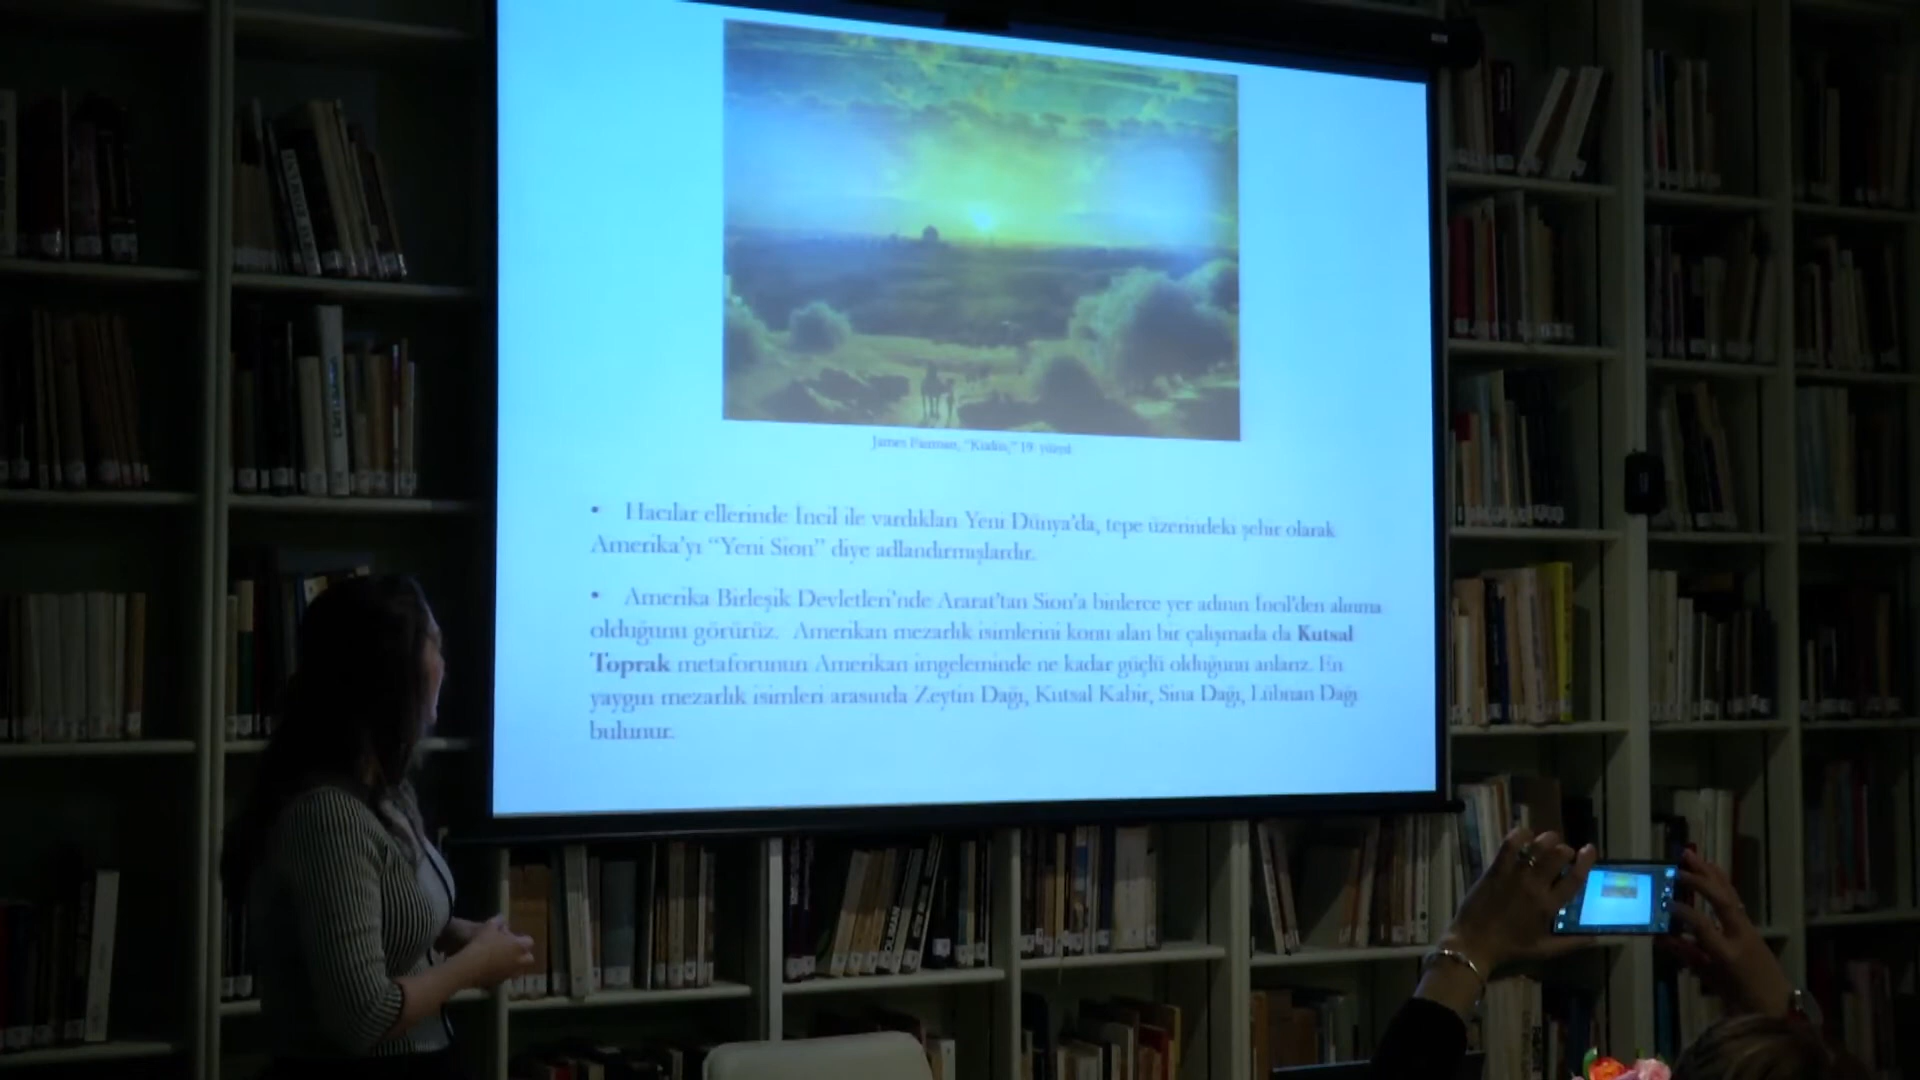 James Fairman, “Kudüs,” 19. yüzyıl
• Hacılar ellerinde İncil ile vardıkları Yeni Dünya’da, tepe üzerindeki şehir olarak
Amerika’yı “Yeni Sion” diye adlandırmışlardır.
• Amerika Birleşik Devletleri’nde Ararat’tan Sion’a binlerce yer adının İncil’den alınma
olduğunu görürüz. Amerikan mezarlık isimlerini konu alan bir çalışmada da Kutsal
Toprak metaforunun Amerikan imgeleminde ne kadar güçlü olduğunu anlarız. En
yaygın mezarlık isimleri arasında Zeytin Dağı, Kutsal Kabir, Sina Dağı, Lübnan Dağı
bulunur.